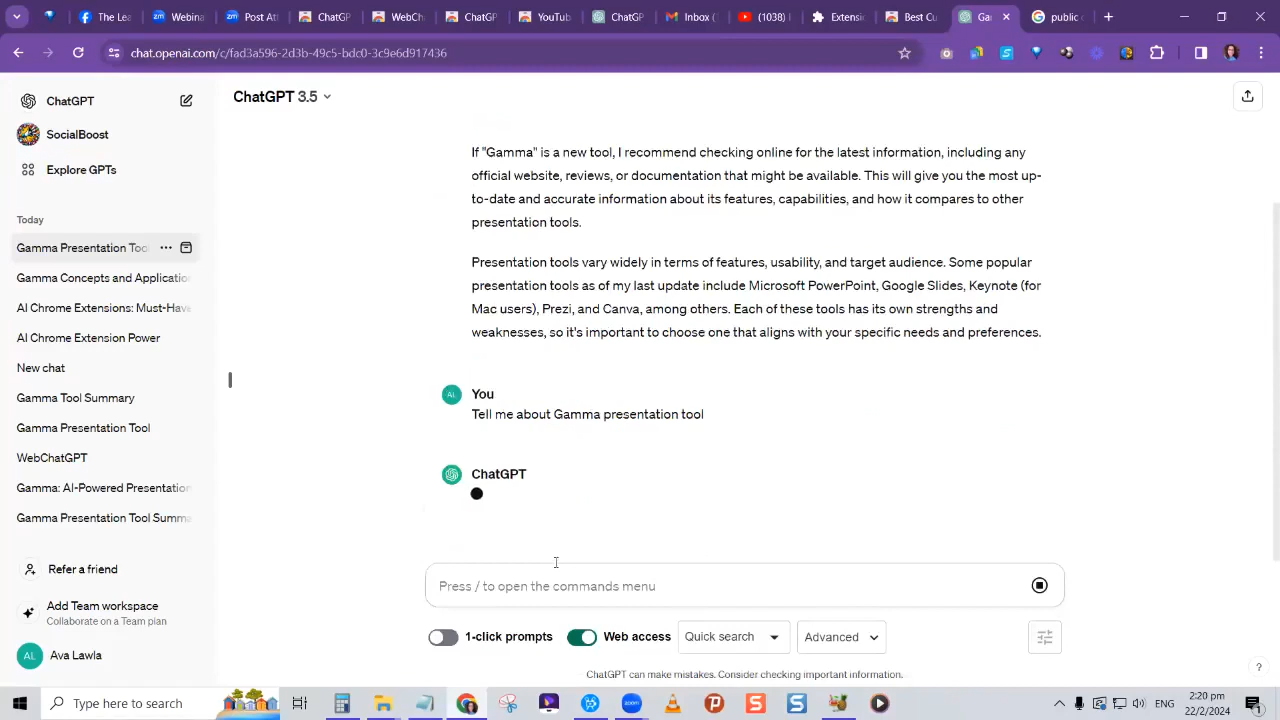 Fa The Lea
zm Webina
zm Post Att
ChatGP
WebCh
ChatGP
YouTub
ChatGP
Inbox (
(1038)
Extensi
Best Cu
Ga
public c
chat.openai.com/c/fad3a596-2d3b-49c5-bdc0-3c9e6d917436
ChatGPT
SocialBoost
Explore GPTs
Today
Gamma Presentation Too
Gamma Concepts and Applicatio
AI Chrome Extensions: Must-Have
AI Chrome Extension Power
New chat
Gamma Tool Summary
Gamma Presentation Tool
WebChatGPT
Gamma: AI-Powered Presentation
Gamma Presentation Tool Summa
Refer a friend
Add Team workspace
Collaborate on a Team plan
AL Ava Lawla
ChatGPT 3.5
If "Gamma" is a new tool, I recommend checking online for the latest information, including any
official website, reviews, or documentation that might be available. This will give you the most up-
to-date and accurate information about its features, capabilities, and how it compares to other
presentation tools.
Presentation tools vary widely in terms of features, usability, and target audience. Some popular
presentation tools as of my last update include Microsoft PowerPoint, Google Slides, Keynote (for
Mac users), Prezi, and Canva, among others. Each of these tools has its own strengths and
weaknesses, so it's important to choose one that aligns with your specific needs and preferences.
AL You
Tell me about Gamma presentation tool
ChatGPT
Press / to open the commands menu
1-click prompts Web access Quick search Advanced
ChatGPT can make mistakes. Consider checking important information.
?
Type here to search
zoom
2:20 pm
22/2/2024